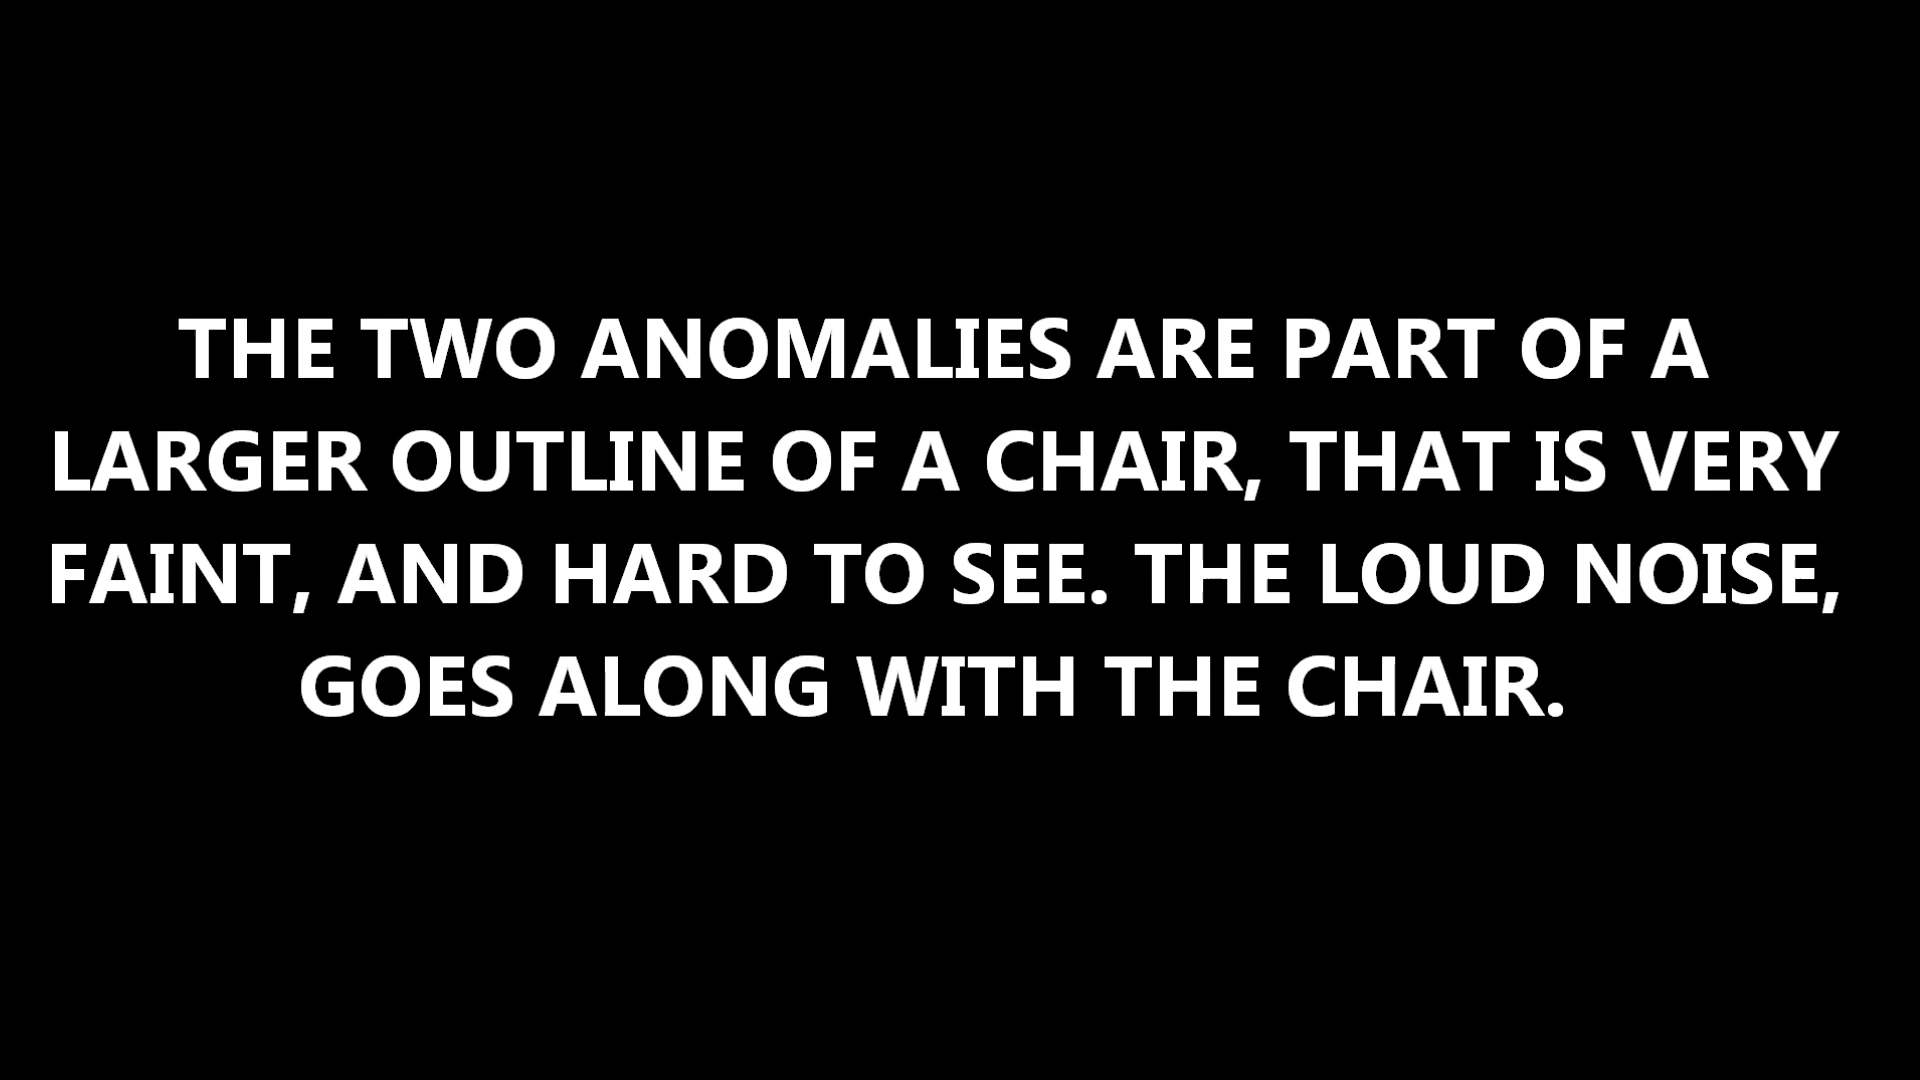 THE TWO ANOMALIES ARE PART OF A
LARGER OUTLINE OF A CHAIR, THAT IS VERY
FAINT, AND HARD TO SEE. THE LOUD NOISE,
GOES ALONG WITH THE CHAIR.